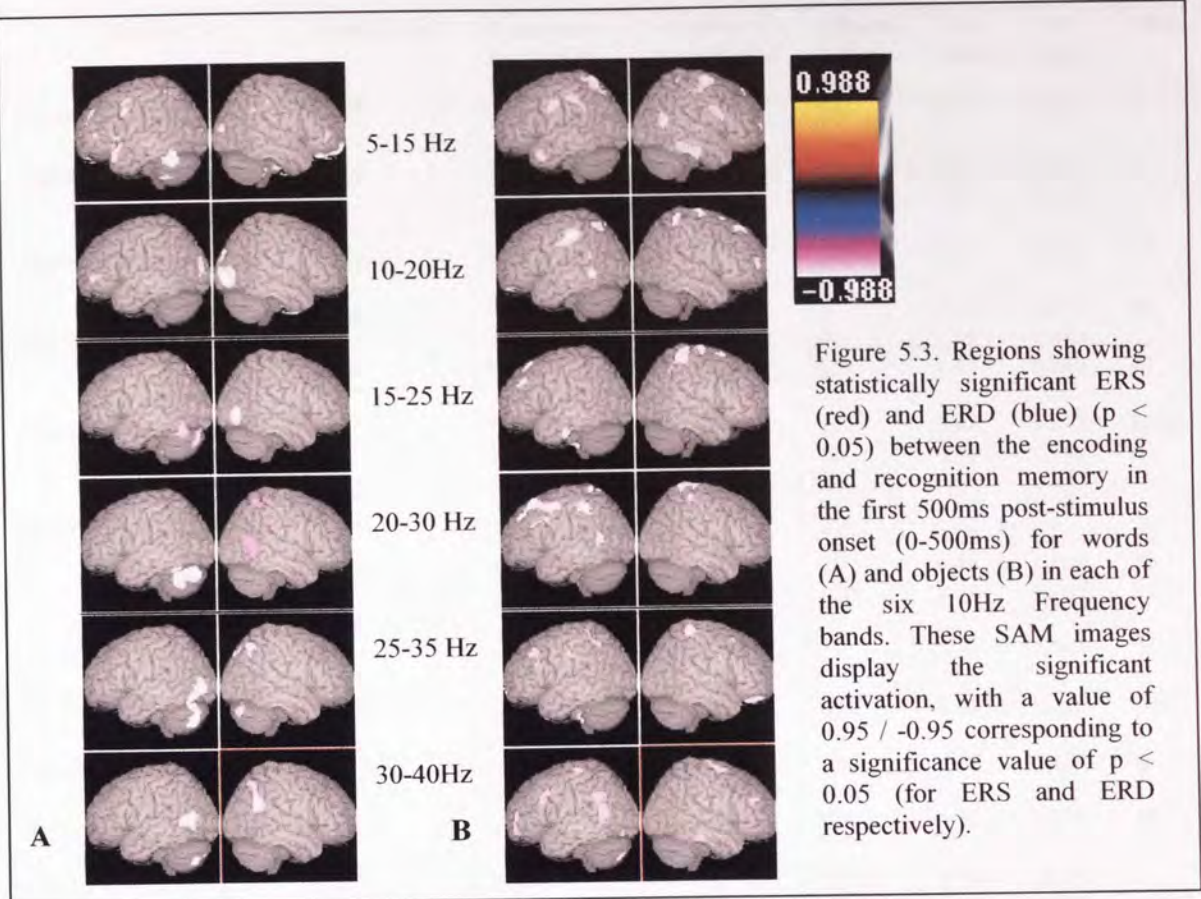 5-15 Hz
10-20Hz
15-25 Hz
20-30 Hz
25-35 Hz
30-40Hz
A
B
0.988
-0.988
Figure 5.3. Regions showing
statistically significant ERS
(red) and ERD (blue) (p <
0.05) between the encoding
and recognition memory in
the first 500ms post-stimulus
onset (0-500ms) for words
(A) and objects (B) in each of
the six 10Hz Frequency
bands. These SAM images
display the significant
activation, with a value of
0.95 / -0.95 corresponding to
a significance value of p <
0.05 (for ERS and ERD
respectively).